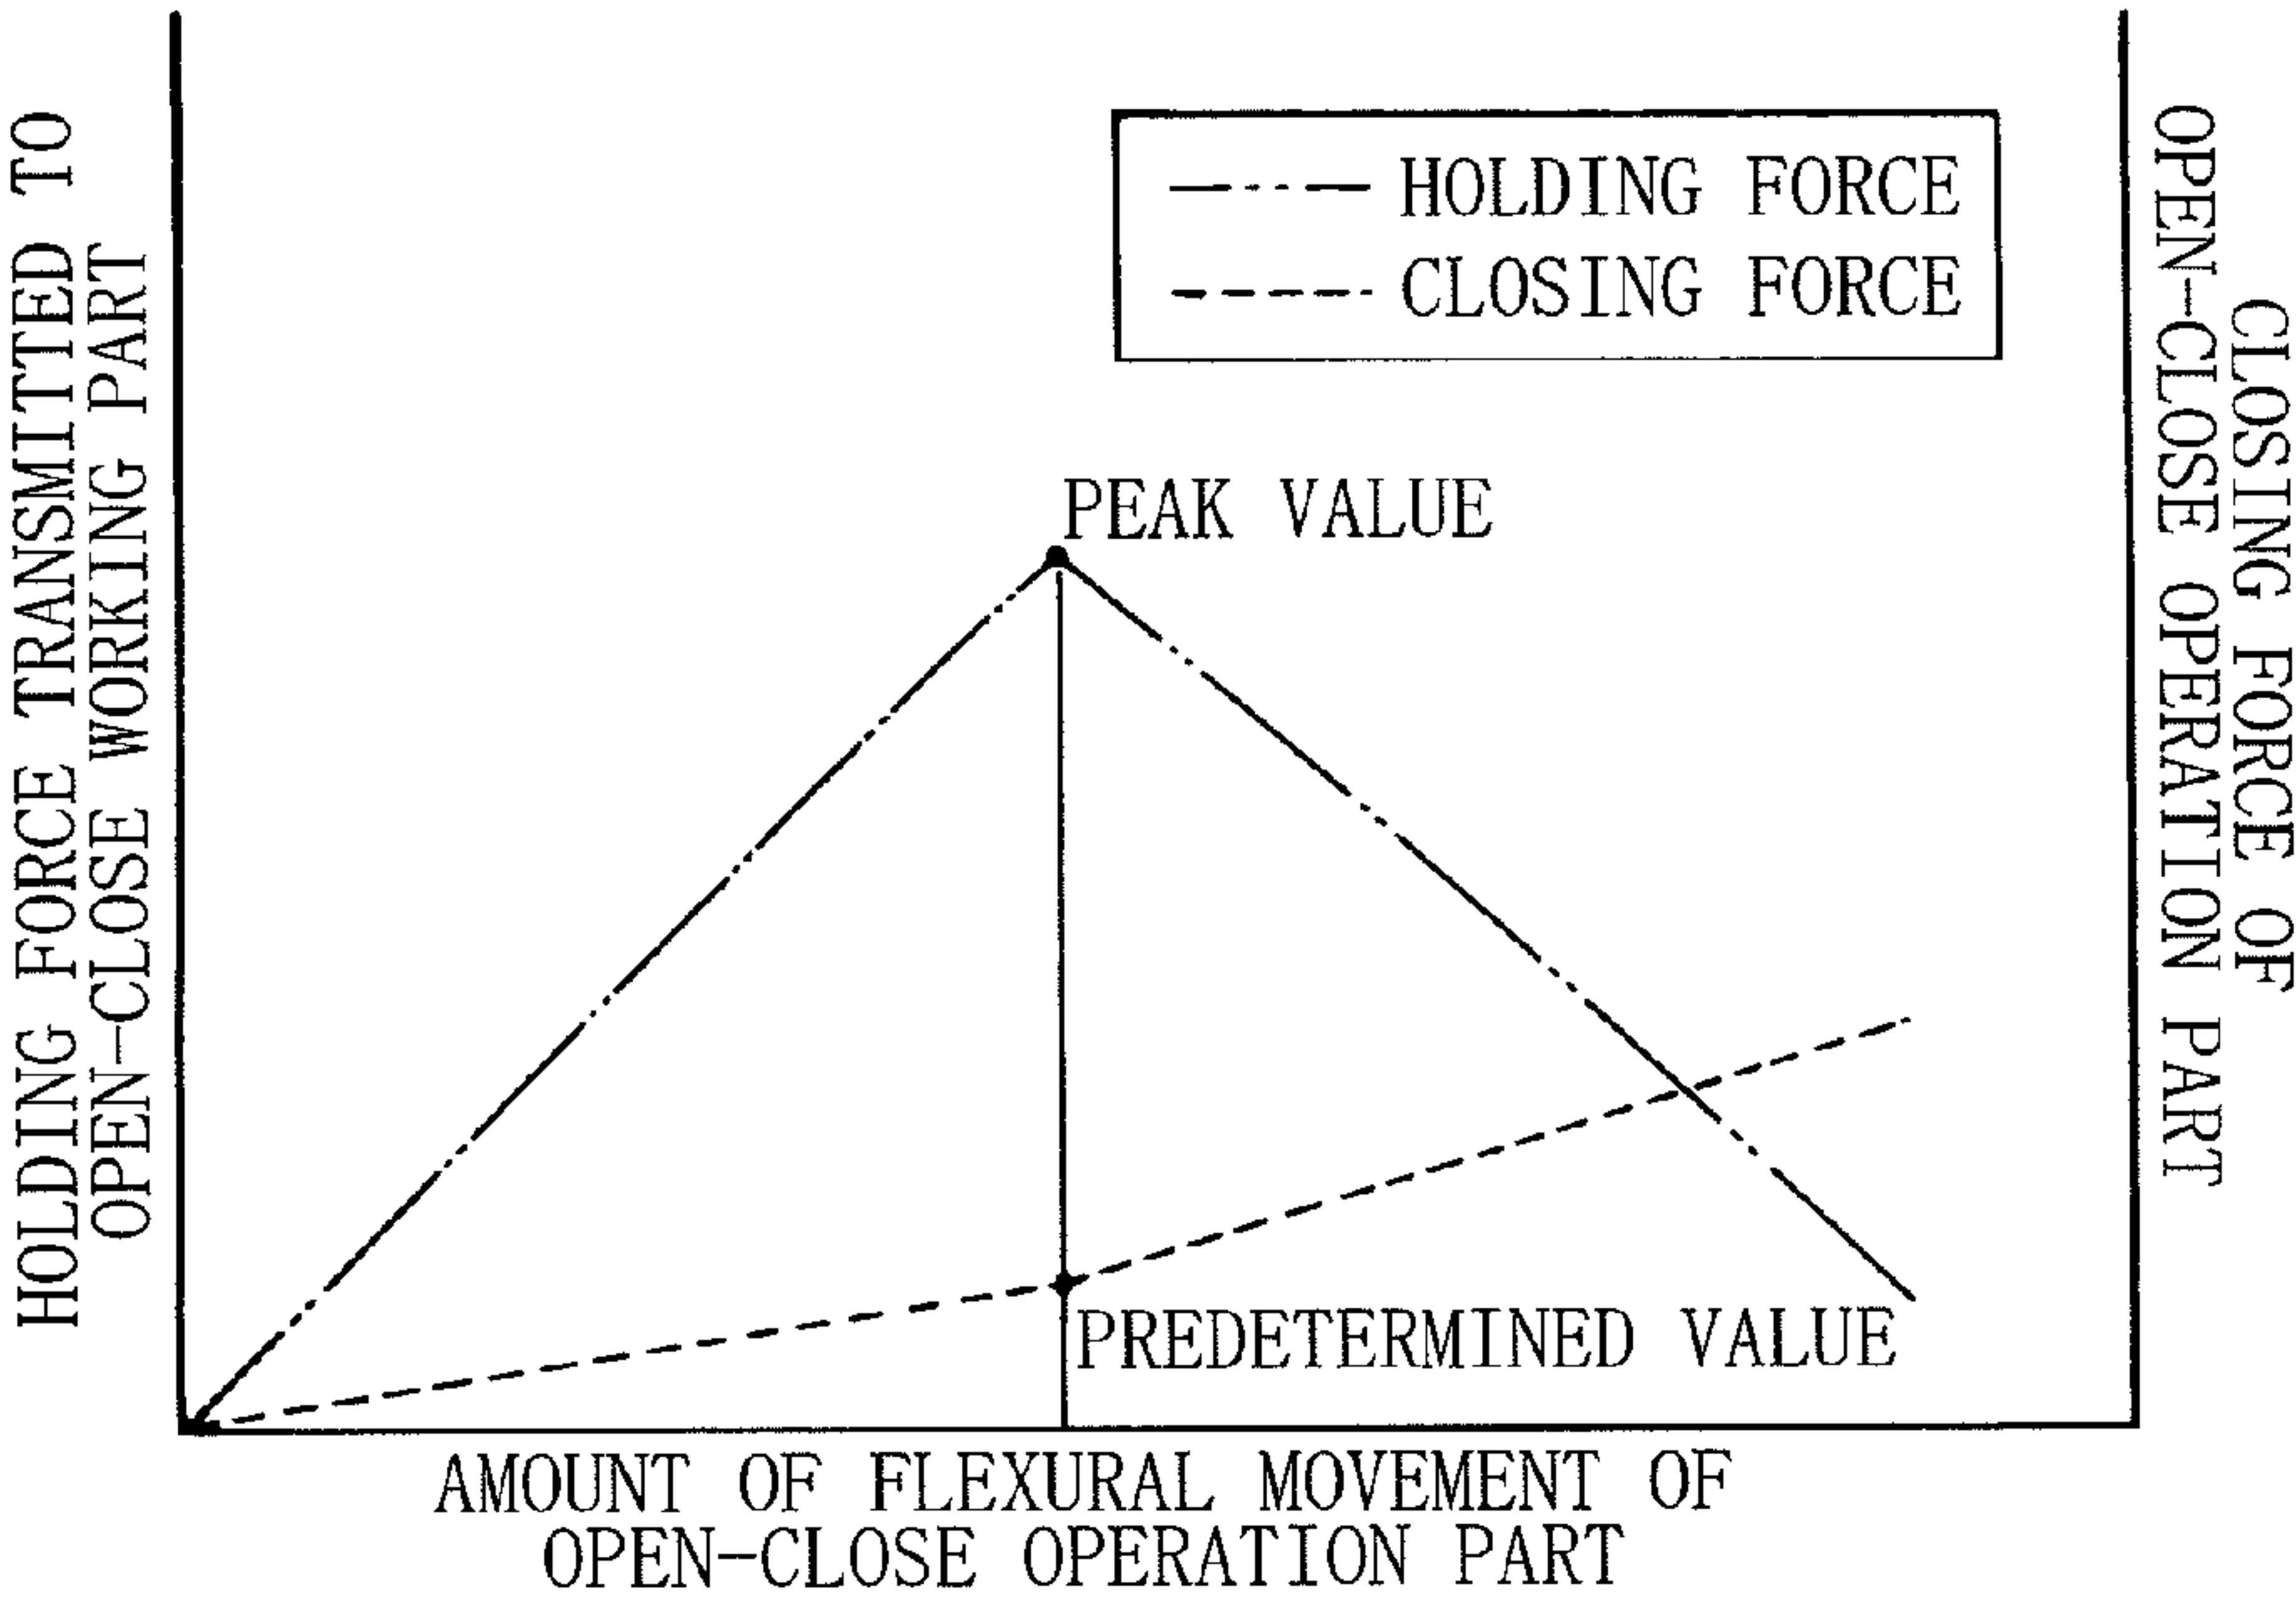 HOLDING FORCE TRANSMITTED TO
OPEN-CLOSE WORKING PART
HOLDING FORCE
CLOSING FORCE
PEAK VALUE
PREDETERMINED VALUE
CLOSING FORCE OF
OPEN-CLOSE OPERATION PART
AMOUNT OF FLEXURAL MOVEMENT OF
OPEN-CLOSE OPERATION PART